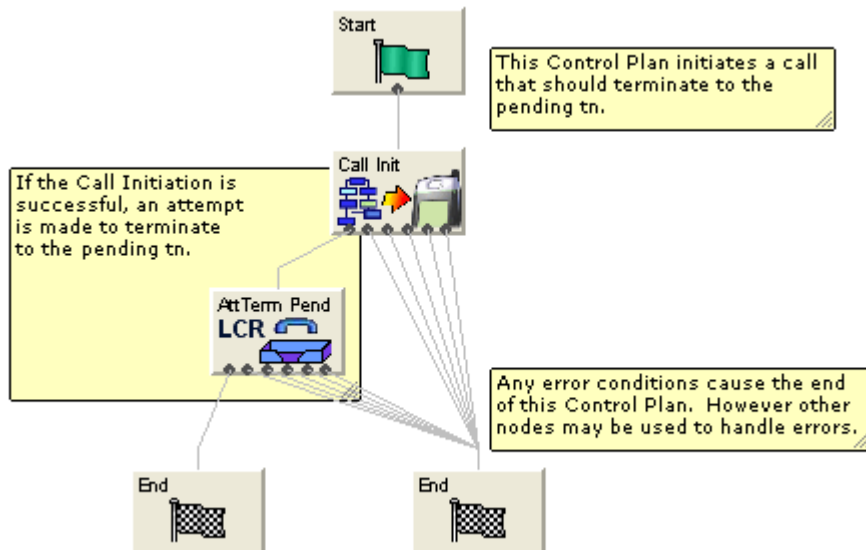 Start
This Control Plan initiates a call
that should terminate to the
pending tn.
Call Init
If the Call Initiation is
successful, an attempt
is made to terminate
to the pending tn.
AttTerm Pend
LCR
Any error conditions cause the end
of this Control Plan. However other
nodes may be used to handle errors.
End
End